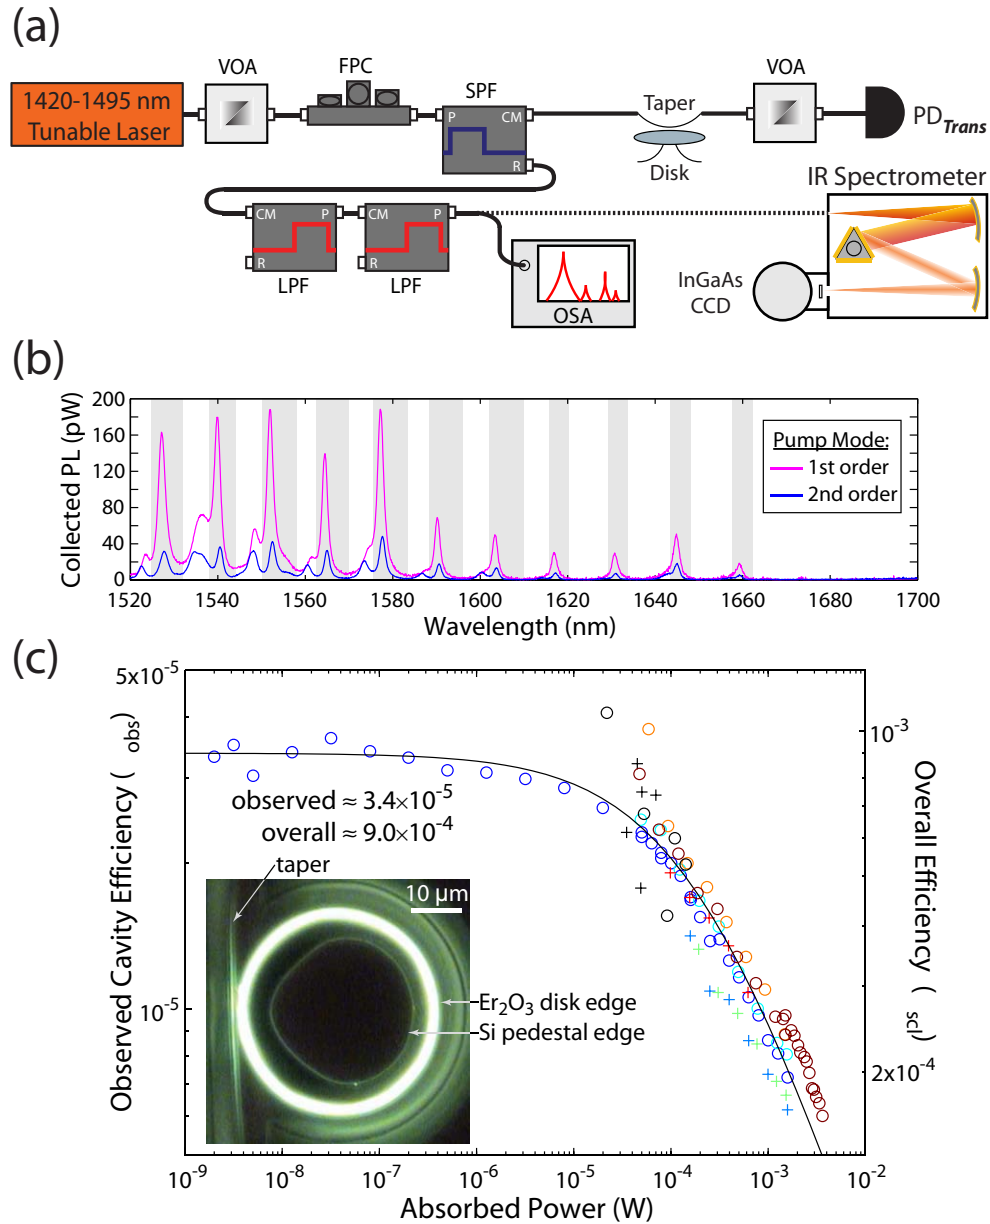 (a)
1420-1495 nm
Tunable Laser
VOA
FPC
SPF
P
CM
R
Taper
Disk
VOA
PD_Trans
IR Spectrometer
CM
P
R
LPF
CM
P
R
LPF
OSA
InGaAs
CCD
(b)
Collected PL (pW)
200
160
120
80
40
0
1520
1540
1560
1580
1600
1620
1640
1660
1680
1700
Wavelength (nm)
Pump Mode:
1st order
2nd order
(c)
Observed Cavity Efficiency ( obs)
5x10⁻⁵
10⁻⁵
observed ≈ 3.4×10⁻⁵
overall ≈ 9.0×10⁻⁴
taper
10 µm
Er₂O₃ disk edge
Si pedestal edge
10⁻³
2x10⁻⁴
Overall Efficiency ( scl)
10⁻⁹
10⁻⁸
10⁻⁷
10⁻⁶
10⁻⁵
10⁻⁴
10⁻³
10⁻²
Absorbed Power (W)